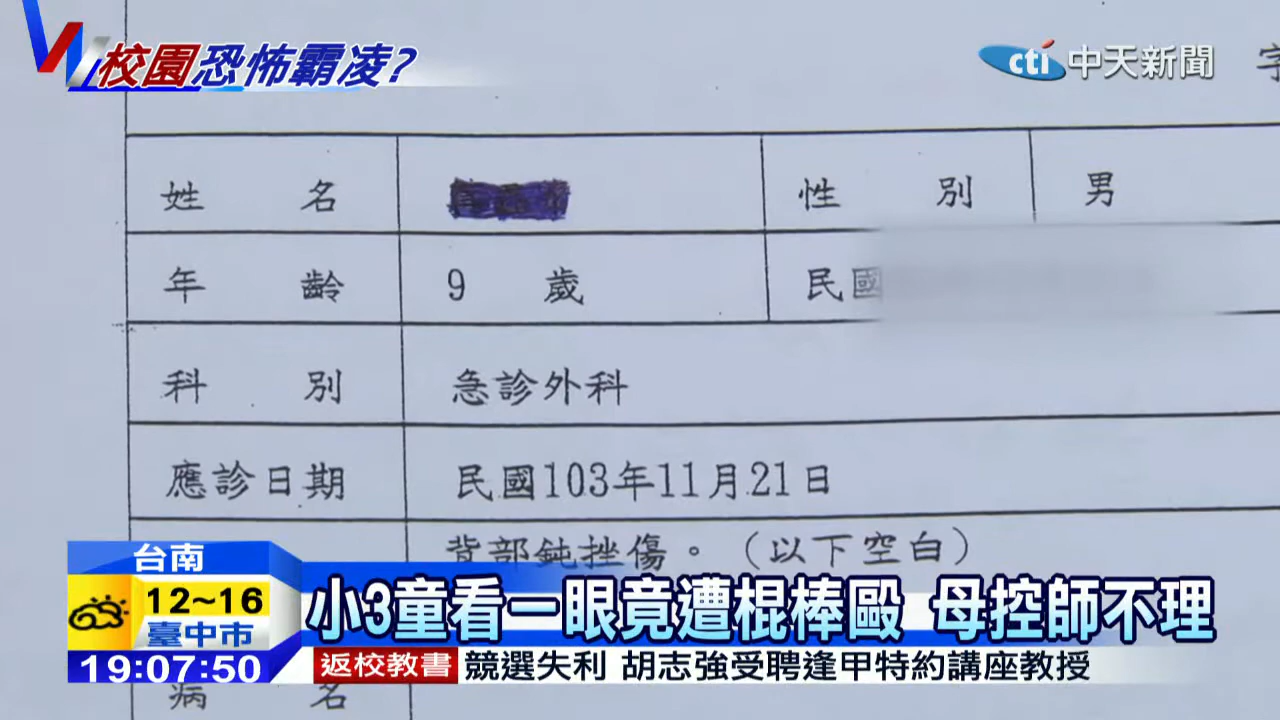 校園恐怖霸凌?
cti 中天新聞
字
姓名 性別 男
年齡 9歲 民國
科別 急診外科
應診日期 民國103年11月21日
背部鈍挫傷。(以下空白)
台南
12~16
臺中市
19:07:50
小3童看一眼竟遭棍棒毆 母控師不理
返校教書 競選失利 胡志強受聘逢甲特約講座教授
病名